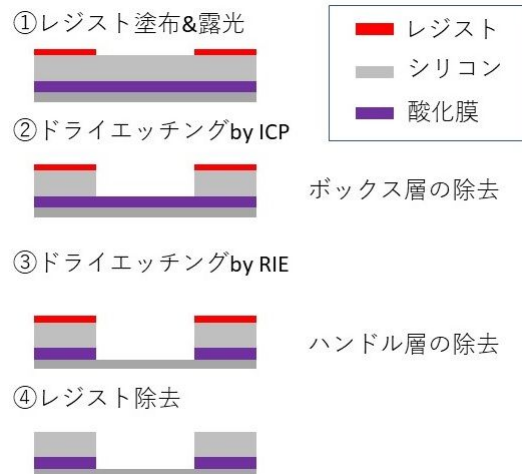 ①レジスト塗布&露光
レジスト
シリコン
酸化膜
②ドライエッチングby ICP
ボックス層の除去
③ドライエッチングby RIE
ハンドル層の除去
④レジスト除去